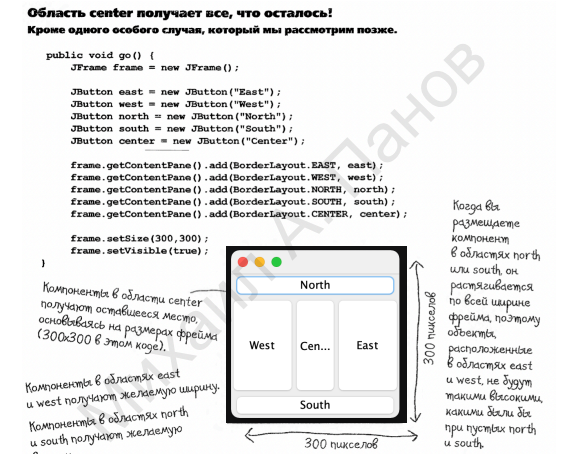 Область center получает все, что осталось!
Кроме одного особого случая, который мы рассмотрим позже.
public void go() {
JFrame frame = new JFrame();
JButton east = new JButton("East");
JButton west = new JButton("West");
JButton north = new JButton("North");
JButton south = new JButton("South");
JButton center = new JButton("Center");
frame.getContentPane().add(BorderLayout.EAST, east);
frame.getContentPane().add(BorderLayout.WEST, west);
frame.getContentPane().add(BorderLayout.NORTH, north);
frame.getContentPane().add(BorderLayout.SOUTH, south);
frame.getContentPane().add(BorderLayout.CENTER, center);
frame.setSize(300,300);
frame.setVisible(true);
}
Компоненты в области center
получают оставшееся место,
основываясь на размерах фрейма
(300x300 в этом коде).
Компоненты в областях east
и west получают желаемую ширину.
Компоненты в областях north
и south получают желаемую
North
West
Cen...
East
South
300 пикселов
300 пикселов
Когда вы
размещаете
компонент
в областях north
или south, он
растягивается
по всей ширине
фрейма, поэтому
объекты,
расположенные
в областях east
и west, не будут
такими высокими,
какими были бы
при пустых north
и south.
Михаил А. Панов